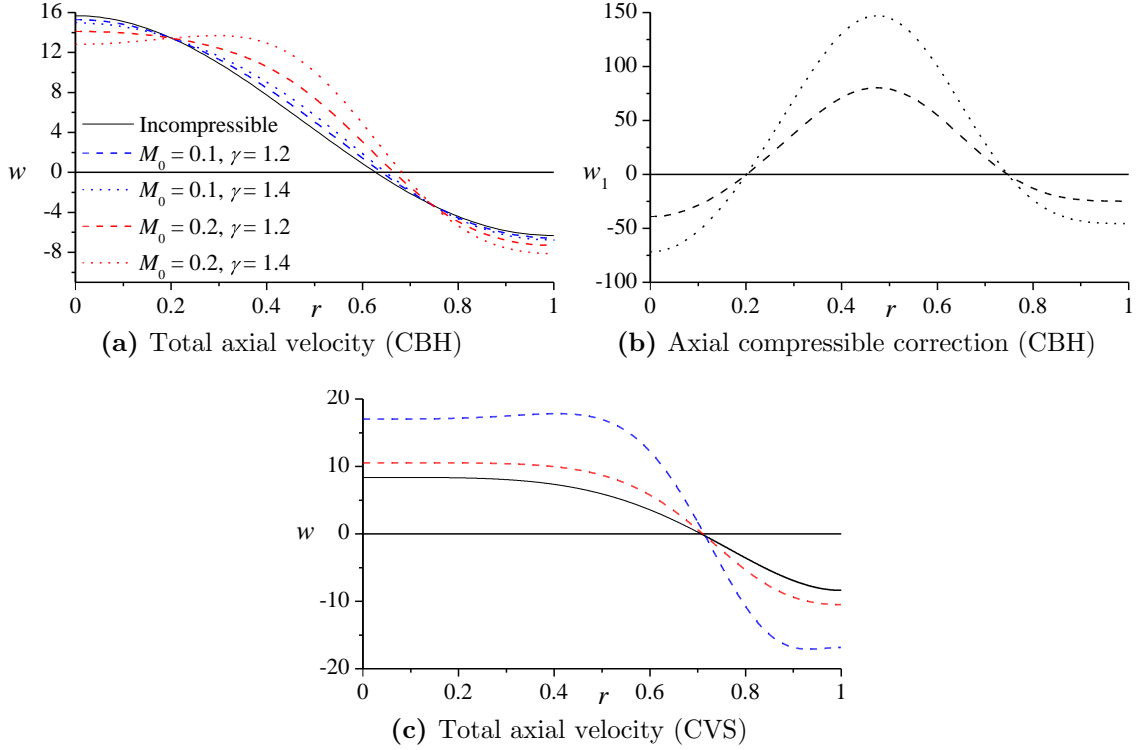 16
12
8
4
0
-4
-8
w
Incompressible
M₀ = 0.1, γ = 1.2
M₀ = 0.1, γ = 1.4
M₀ = 0.2, γ = 1.2
M₀ = 0.2, γ = 1.4
0 0.2 0.4 0.6 0.8 1
r
(a) Total axial velocity (CBH)
150
100
50
0
-50
-100
w₁
0 0.2 0.4 0.6 0.8 1
r
(b) Axial compressible correction (CBH)
20
10
0
-10
-20
w
0 0.2 0.4 0.6 0.8 1
r
(c) Total axial velocity (CVS)